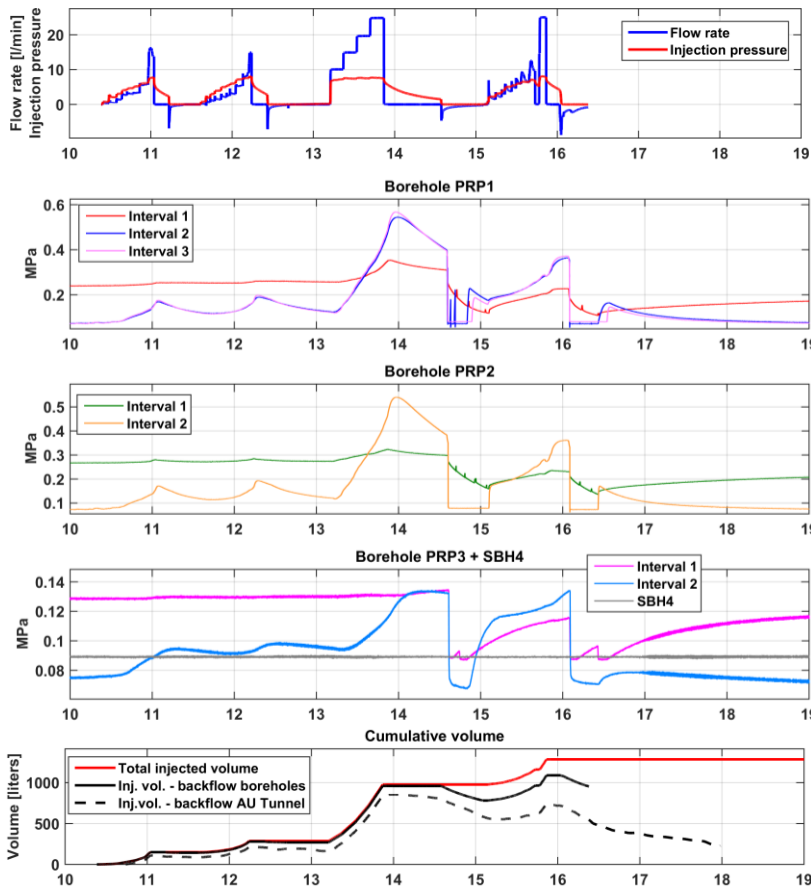 Flow rate [l/min]
Injection pressure
20
10
0
Flow rate
Injection pressure
10 11 12 13 14 15 16 17 18 19
Borehole PRP1
MPa
0.6
0.4
0.2
Interval 1
Interval 2
Interval 3
10 11 12 13 14 15 16 17 18 19
Borehole PRP2
MPa
0.5
0.4
0.3
0.2
0.1
Interval 1
Interval 2
10 11 12 13 14 15 16 17 18 19
Borehole PRP3 + SBH4
MPa
0.14
0.12
0.1
0.08
Interval 1
Interval 2
SBH4
10 11 12 13 14 15 16 17 18 19
Cumulative volume
Volume [liters]
1000
500
0
Total injected volume
Inj. vol. - backflow boreholes
Inj.vol. - backflow AU Tunnel
10 11 12 13 14 15 16 17 18 19